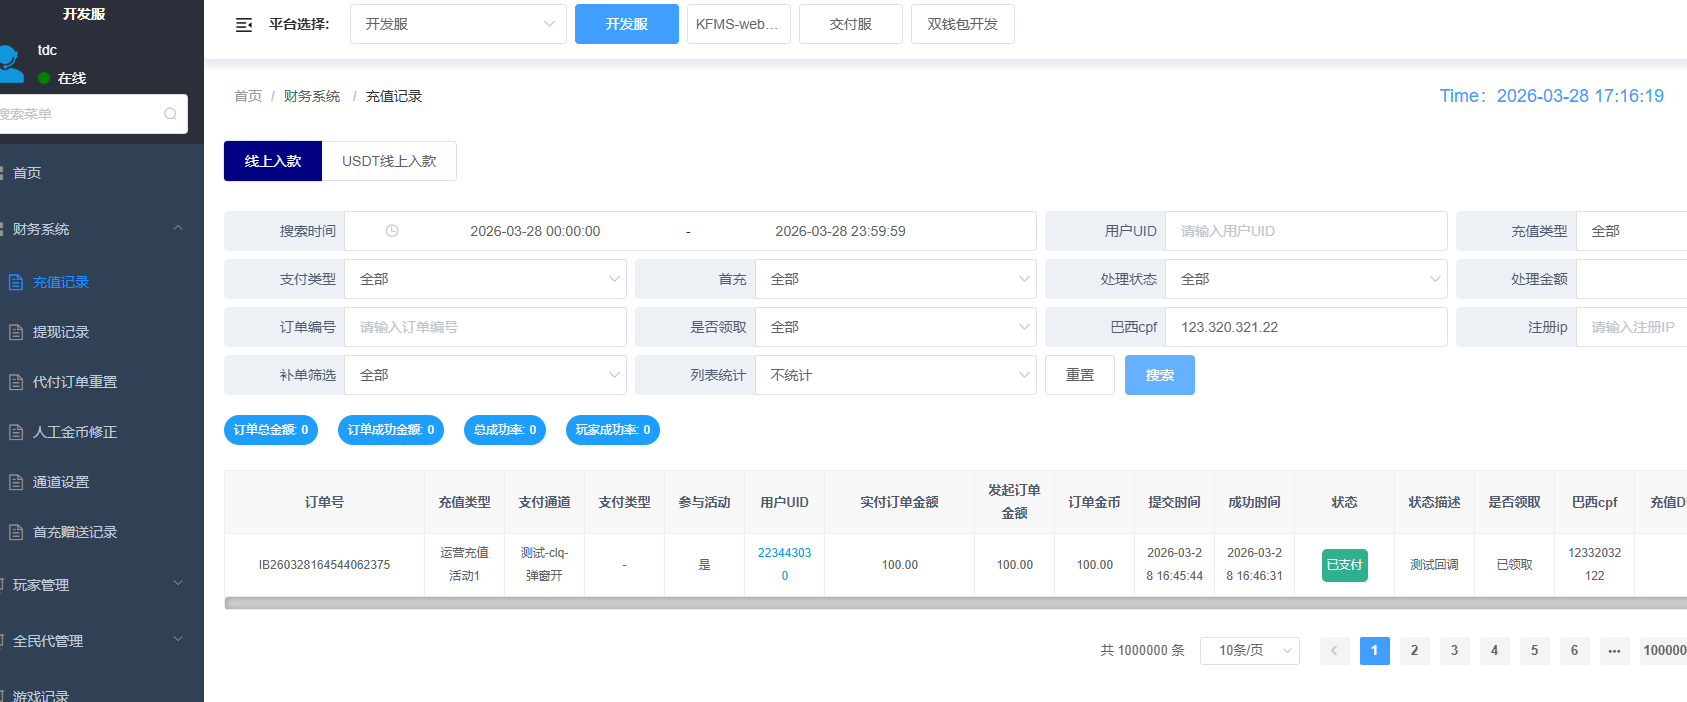 开发服
tdc
在线
搜索菜单
首页
财务系统
充值记录
提现记录
代付订单重置
人工金币修正
通道设置
首充赠送记录
玩家管理
全民代管理
游戏记录
平台选择: 开发服 开发服 KFMS-web... 交付服 双钱包开发
首页 / 财务系统 / 充值记录
Time: 2026-03-28 17:16:19
线上入款 USDT线上入款
搜索时间 2026-03-28 00:00:00 - 2026-03-28 23:59:59 用户UID 请输入用户UID 充值类型 全部
支付类型 全部 首充 全部 处理状态 全部 处理金额
订单编号 请输入订单编号 是否领取 全部 巴西cpf 123.320.321.22 注册ip 请输入注册IP
补单筛选 全部 列表统计 不统计 重置 搜索
订单总金额: 0 订单成功金额: 0 总成功率: 0 玩家成功率: 0
订单号 充值类型 支付通道 支付类型 参与活动 用户UID 实付订单金额 发起订单金额 订单金币 提交时间 成功时间 状态 状态描述 是否领取 巴西cpf 充值D
IB260328164544062375 运营充值活动1 测试-clq-弹窗开 - 是 223443030 100.00 100.00 100.00 2026-03-28 16:45:44 2026-03-28 16:46:31 已支付 测试回调 已领取 12332032122
共 1000000 条 10条/页 1 2 3 4 5 6 ••• 100000